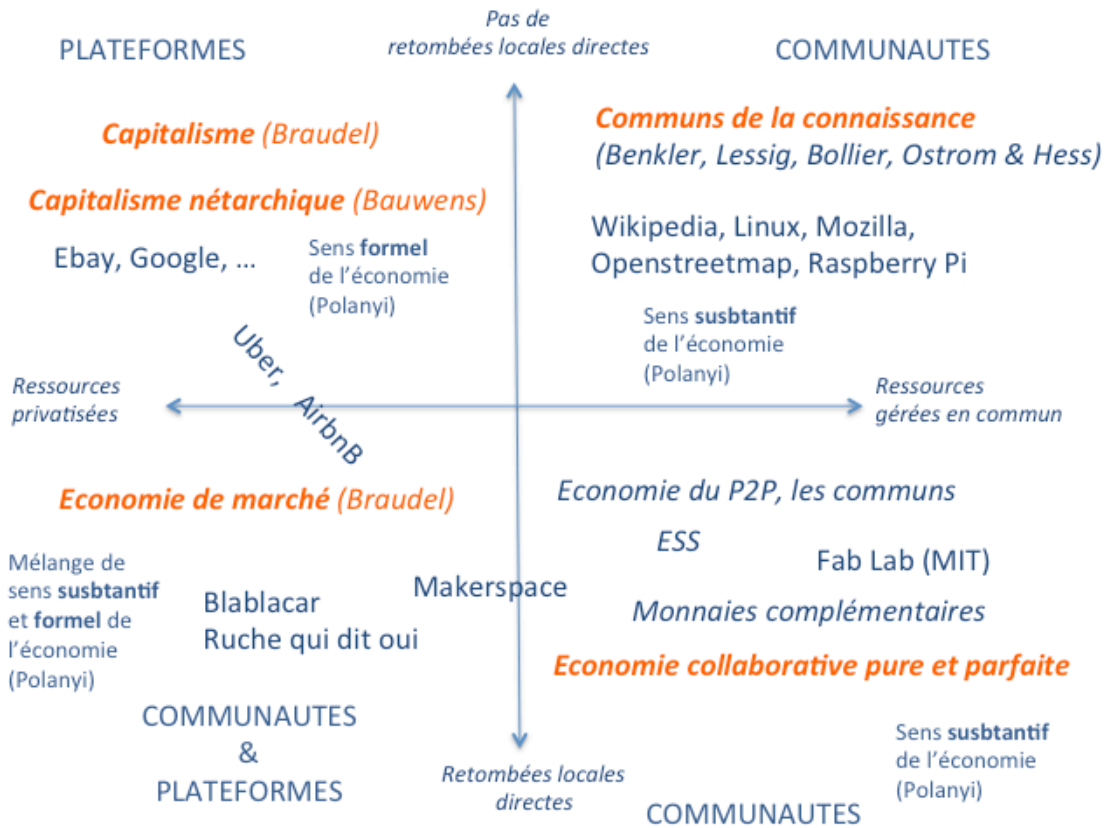 Pas de
retombées locales directes
PLATEFORMES
COMMUNAUTES
Capitalisme (Braudel)
Communs de la connaissance
(Benkler, Lessig, Bollier, Ostrom & Hess)
Capitalisme nétarchique (Bauwens)
Ebay, Google, ...
Sens formel
de l'économie
(Polanyi)
Wikipedia, Linux, Mozilla,
Openstreetmap, Raspberry Pi
Sens susbtantif
de l'économie
(Polanyi)
Uber,
AirbnB
Ressources
privatisées
Ressources
gérées en commun
Economie de marché (Braudel)
Economie du P2P, les communs
ESS
Fab Lab (MIT)
Mélange de
sens susbtantif
et formel de
l'économie
(Polanyi)
Blablacar
Ruche qui dit oui
Makerspace
Monnaies complémentaires
Economie collaborative pure et parfaite
COMMUNAUTES
&
PLATEFORMES
Retombées locales
directes
Sens susbtantif
de l'économie
(Polanyi)
COMMUNAUTES